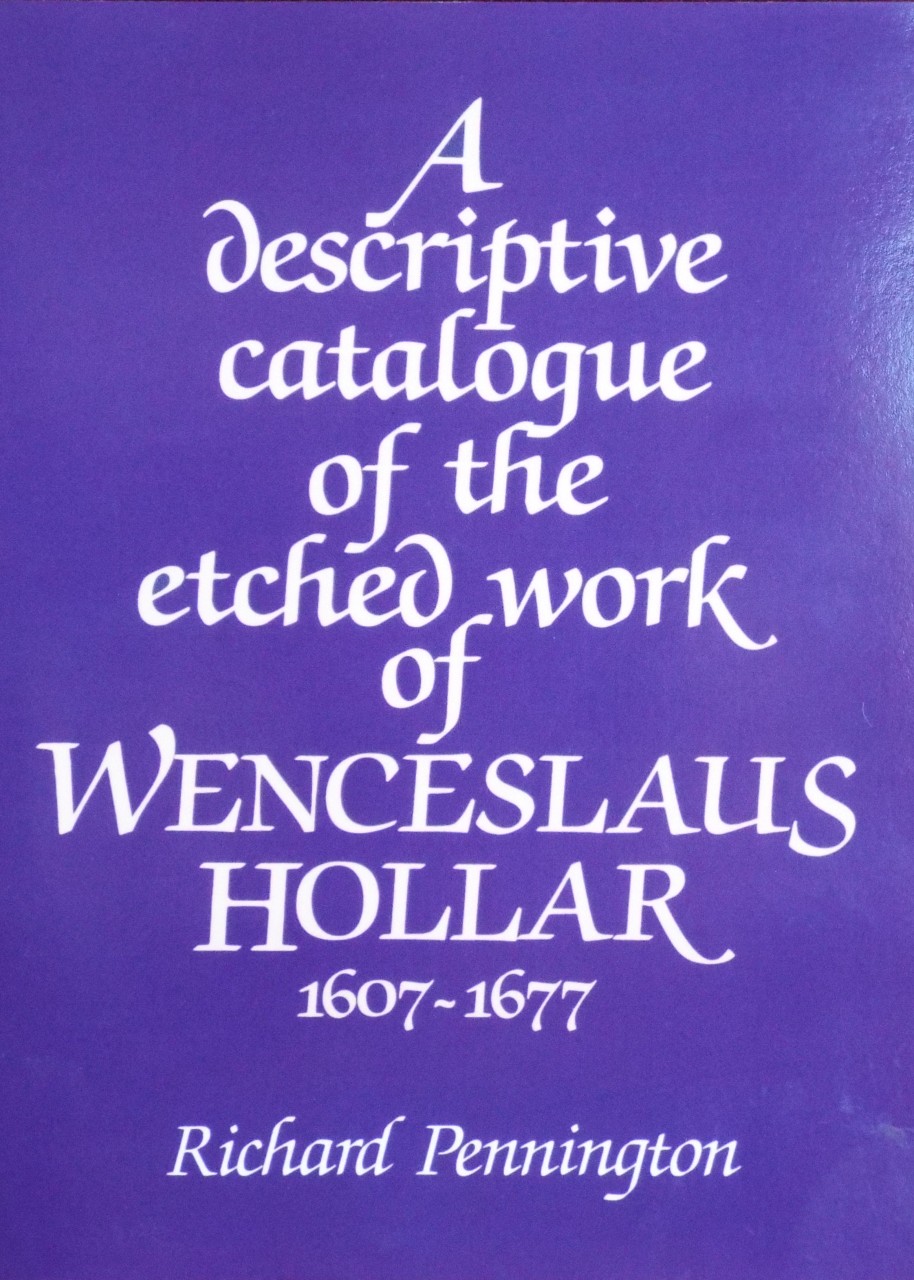 A
descriptive
catalogue
of the
etched work
of
WENCESLAUS
HOLLAR
1607-1677
Richard Pennington